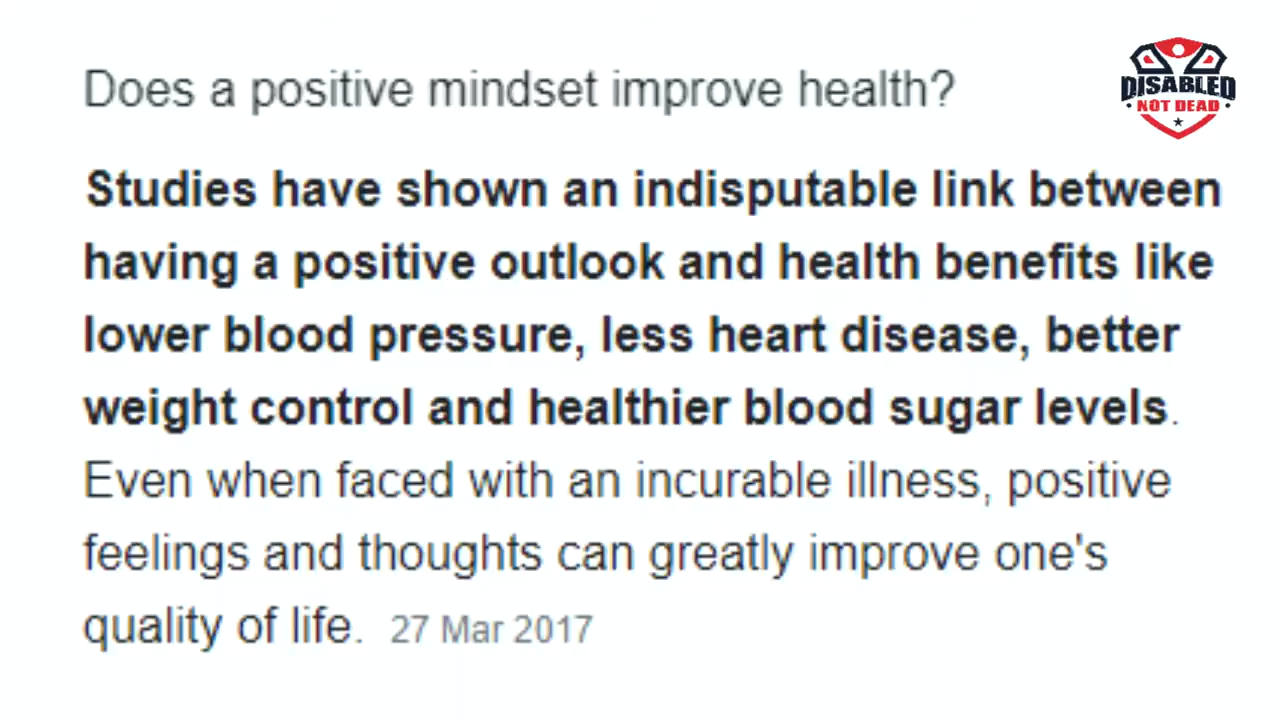 Does a positive mindset improve health?
DISABLED
NOT DEAD
Studies have shown an indisputable link between
having a positive outlook and health benefits like
lower blood pressure, less heart disease, better
weight control and healthier blood sugar levels.
Even when faced with an incurable illness, positive
feelings and thoughts can greatly improve one's
quality of life. 27 Mar 2017